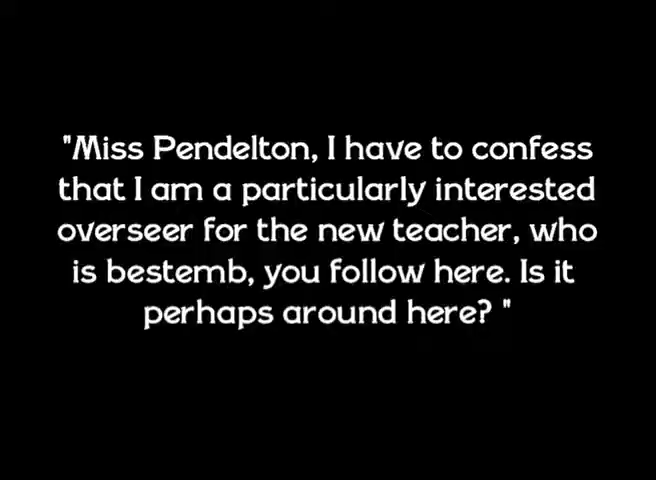 "Miss Pendelton, I have to confess
that I am a particularly interested
overseer for the new teacher, who
is bestemb, you follow here. Is it
perhaps around here? "